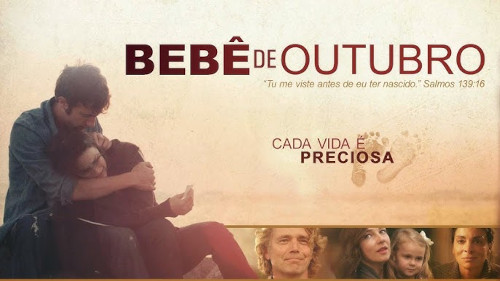 BEBÊ DE OUTUBRO
"Tu me viste antes de eu ter nascido." Salmos 139:16
CADA VIDA É
PRECIOSA